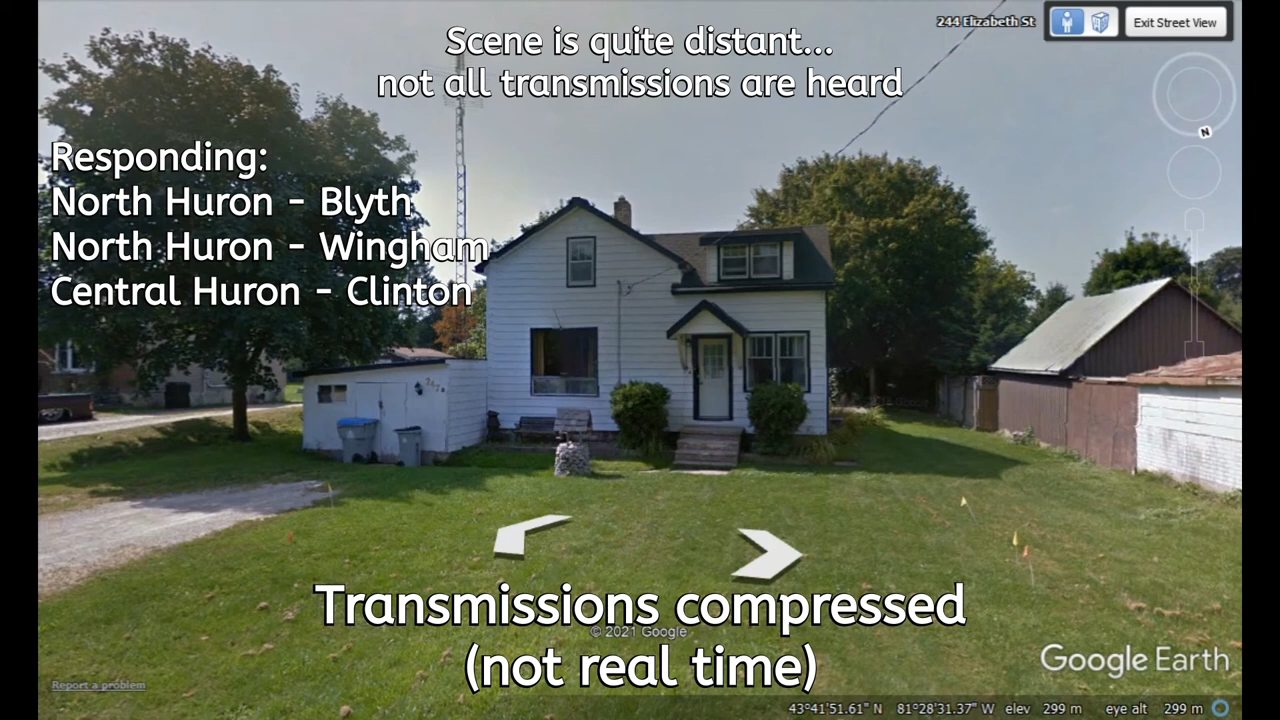 Scene is quite distant...
not all transmissions are heard
244 Elizabeth St
Exit Street View
N
Responding:
North Huron - Blyth
North Huron - Wingham
Central Huron - Clinton
Transmissions compressed
© 2021 Google
(not real time)
Google Earth
Report a problem
43°41'51.61" N 81°28'31.37" W elev 299 m eye alt 299 m